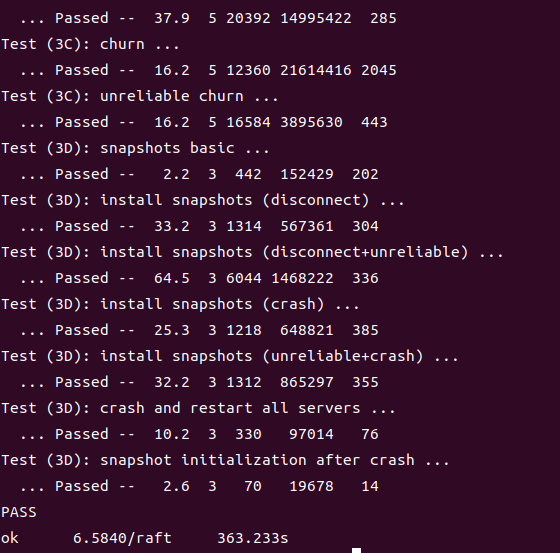 ... Passed --  37.9  5 20392 14995422  285
Test (3C): churn ...
  ... Passed --  16.2  5 12360 21614416 2045
Test (3C): unreliable churn ...
  ... Passed --  16.2  5 16584 3895630  443
Test (3D): snapshots basic ...
  ... Passed --   2.2  3  442  152429  202
Test (3D): install snapshots (disconnect) ...
  ... Passed --  33.2  3 1314  567361  304
Test (3D): install snapshots (disconnect+unreliable) ...
  ... Passed --  64.5  3 6044 1468222  336
Test (3D): install snapshots (crash) ...
  ... Passed --  25.3  3 1218  648821  385
Test (3D): install snapshots (unreliable+crash) ...
  ... Passed --  32.2  3 1312  865297  355
Test (3D): crash and restart all servers ...
  ... Passed --  10.2  3  330   97014   76
Test (3D): snapshot initialization after crash ...
  ... Passed --   2.6  3   70   19678   14
PASS
ok      6.5840/raft     363.233s